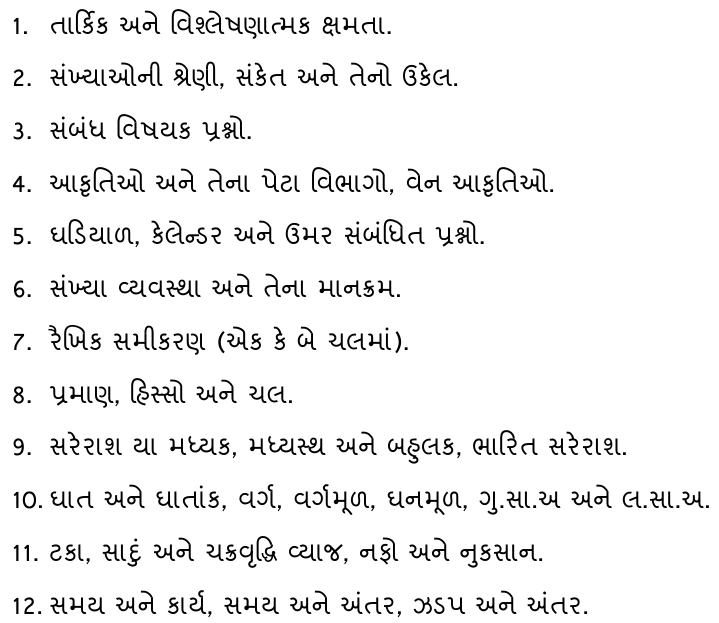 1. તાર્કિક અને વિશ્લેષણાત્મક ક્ષમતા.
2. સંખ્યાઓની શ્રેણી, સંકેત અને તેનો ઉકેલ.
3. સંબંધ વિષયક પ્રશ્નો.
4. આકૃતિઓ અને તેના પેટા વિભાગો, વેન આકૃતિઓ.
5. ઘડિયાળ, કેલેન્ડર અને ઉમર સંબંધિત પ્રશ્નો.
6. સંખ્યા વ્યવસ્થા અને તેના માનક્રમ.
7. રૈખિક સમીકરણ (એક કે બે ચલમાં).
8. પ્રમાણ, હિસ્સો અને ચલ.
9. સરેરાશ યા મધ્યક, મધ્યસ્થ અને બહુલક, ભારિત સરેરાશ.
10. ઘાત અને ઘાતાંક, વર્ગ, વર્ગમૂળ, ઘનમૂળ, ગુ.સા.અ અને લ.સા.અ.
11. ટકા, સાદું અને ચક્રવૃદ્ધિ વ્યાજ, નફો અને નુકસાન.
12. સમય અને કાર્ય, સમય અને અંતર, ઝડપ અને અંતર.